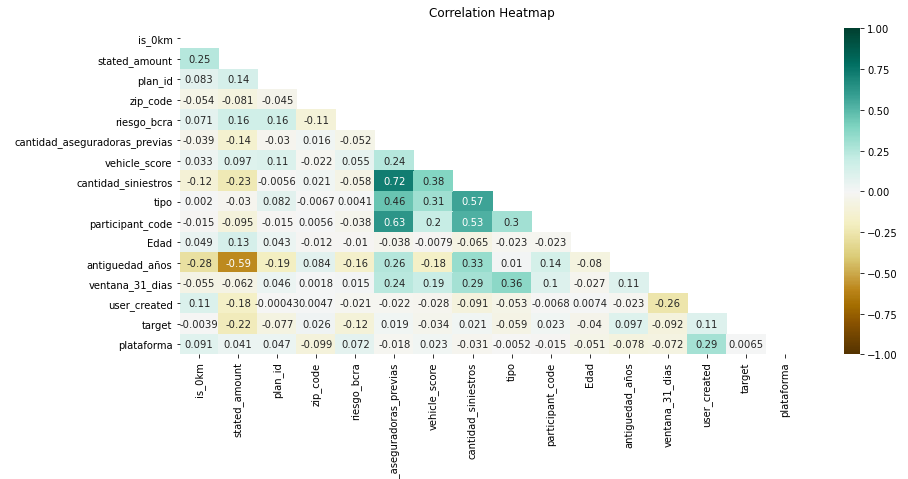 Correlation Heatmap
is_0km
stated_amount 0.25
plan_id 0.083 0.14
zip_code -0.054 -0.081 -0.045
riesgo_bcra 0.071 0.16 0.16 -0.11
cantidad_aseguradoras_previas -0.039 -0.14 -0.03 0.016 -0.052
vehicle_score 0.033 0.097 0.11 -0.022 0.055 0.24
cantidad_siniestros -0.12 -0.23 -0.0056 0.021 -0.058 0.72 0.38
tipo 0.002 -0.03 0.082 -0.0067 0.0041 0.46 0.31 0.57
participant_code -0.015 -0.095 -0.015 0.0056 -0.038 0.63 0.2 0.53 0.3
Edad 0.049 0.13 0.043 -0.012 -0.01 -0.038 -0.0079 -0.065 -0.023 -0.023
antiguedad_años -0.28 -0.59 -0.19 0.084 -0.16 0.26 -0.18 0.33 0.01 0.14 -0.08
ventana_31_dias -0.055 -0.062 0.046 0.0018 0.015 0.24 0.19 0.29 0.36 0.1 -0.027 0.11
user_created 0.11 -0.18 -0.00043 0.0047 -0.021 -0.022 -0.028 -0.091 -0.053 -0.0068 0.0074 -0.023 -0.26
target -0.0039 -0.22 -0.077 0.026 -0.12 0.019 -0.034 0.021 -0.059 0.023 -0.04 0.097 -0.092 0.11
plataforma 0.091 0.041 0.047 -0.099 0.072 -0.018 0.023 -0.031 -0.0052 -0.015 -0.051 -0.078 -0.072 0.29 0.0065
is_0km
stated_amount
plan_id
zip_code
riesgo_bcra
_aseguradoras_previas
vehicle_score
cantidad_siniestros
tipo
participant_code
Edad
antiguedad_años
ventana_31_dias
user_created
target
plataforma
1.00
0.75
0.50
0.25
0.00
−0.25
−0.50
−0.75
−1.00